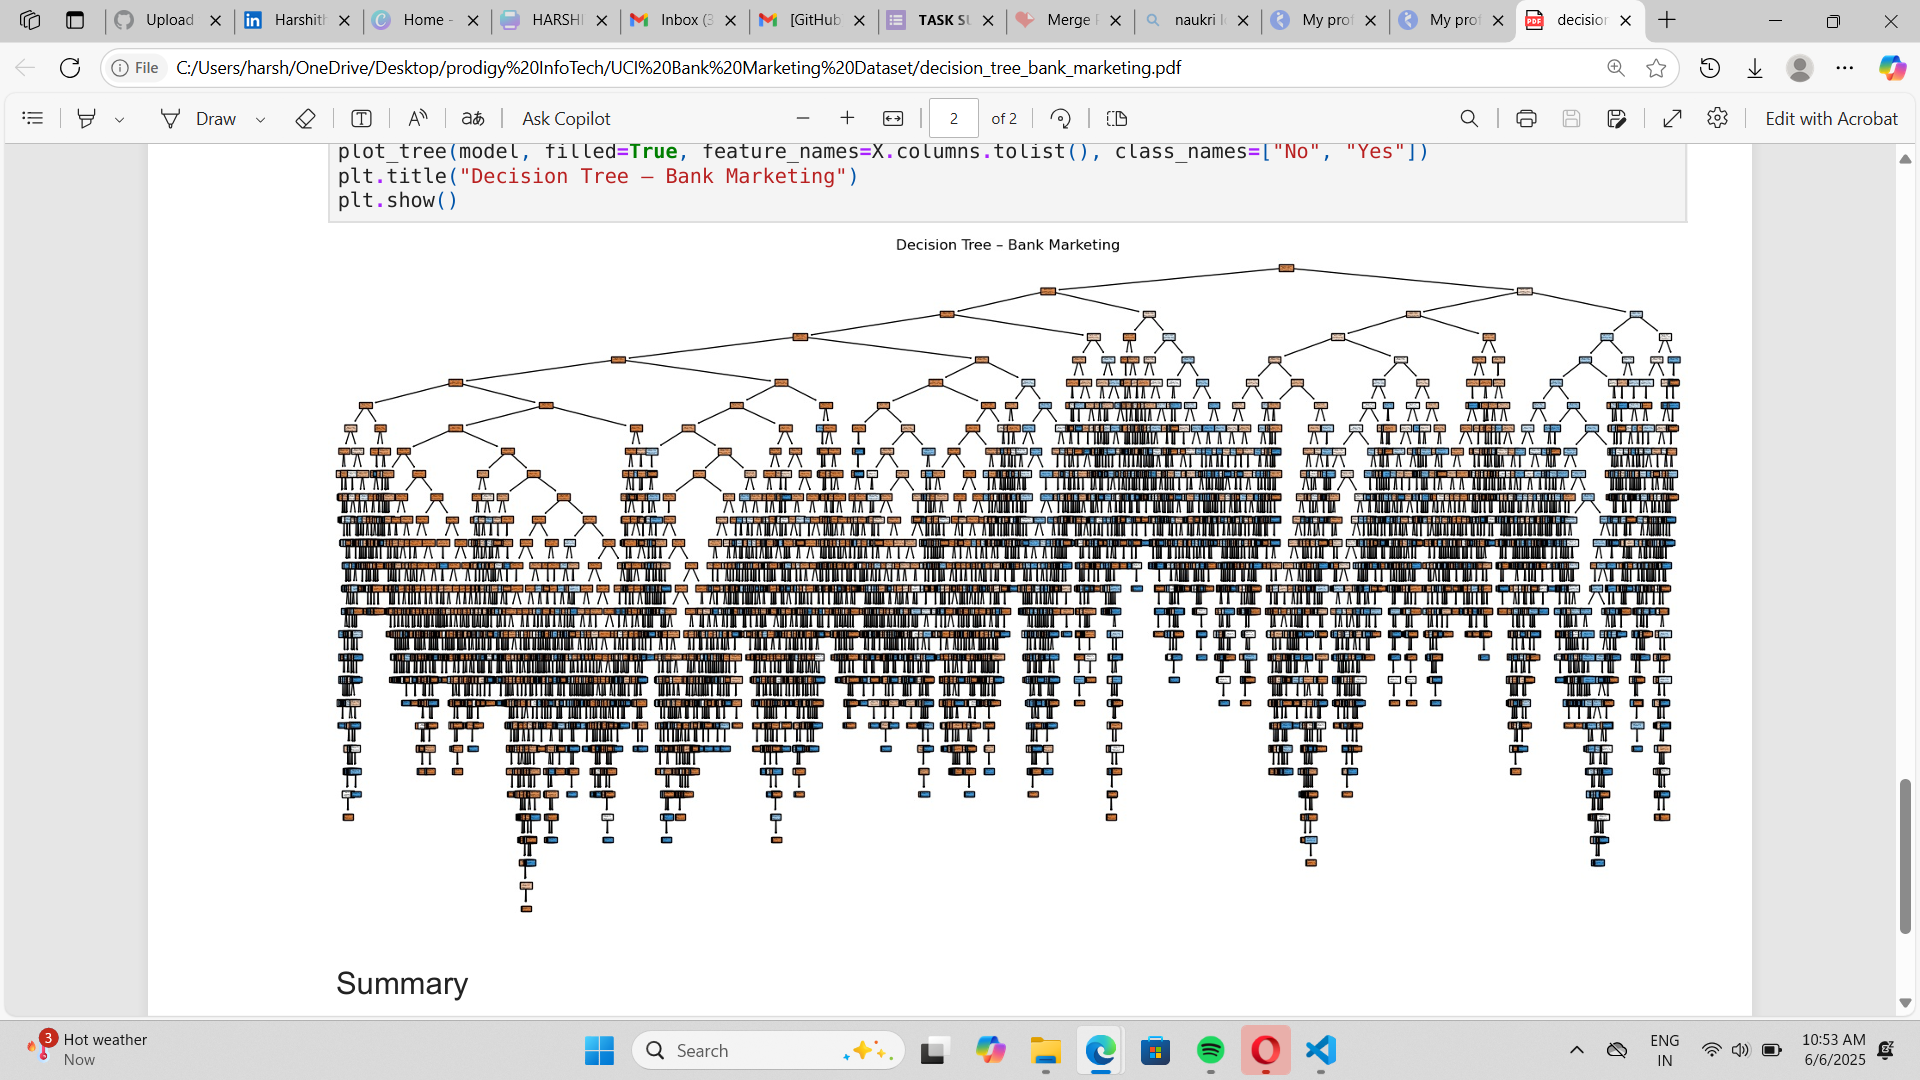 Upload
Harshith
Home -
HARSHI
Inbox (3
[GitHub
TASK SU
Merge
naukri l
My prof
My prof
decision
File
C:/Users/harsh/OneDrive/Desktop/prodigy%20InfoTech/UCI%20Bank%20Marketing%20Dataset/decision_tree_bank_marketing.pdf
Draw
Ask Copilot
2
of 2
Edit with Acrobat
plot_tree(model, filled=True, feature_names=X.columns.tolist(), class_names=["No", "Yes"])
plt.title("Decision Tree – Bank Marketing")
plt.show()
Decision Tree – Bank Marketing
Summary
3
Hot weather
Now
Search
ENG
IN
10:53 AM
6/6/2025